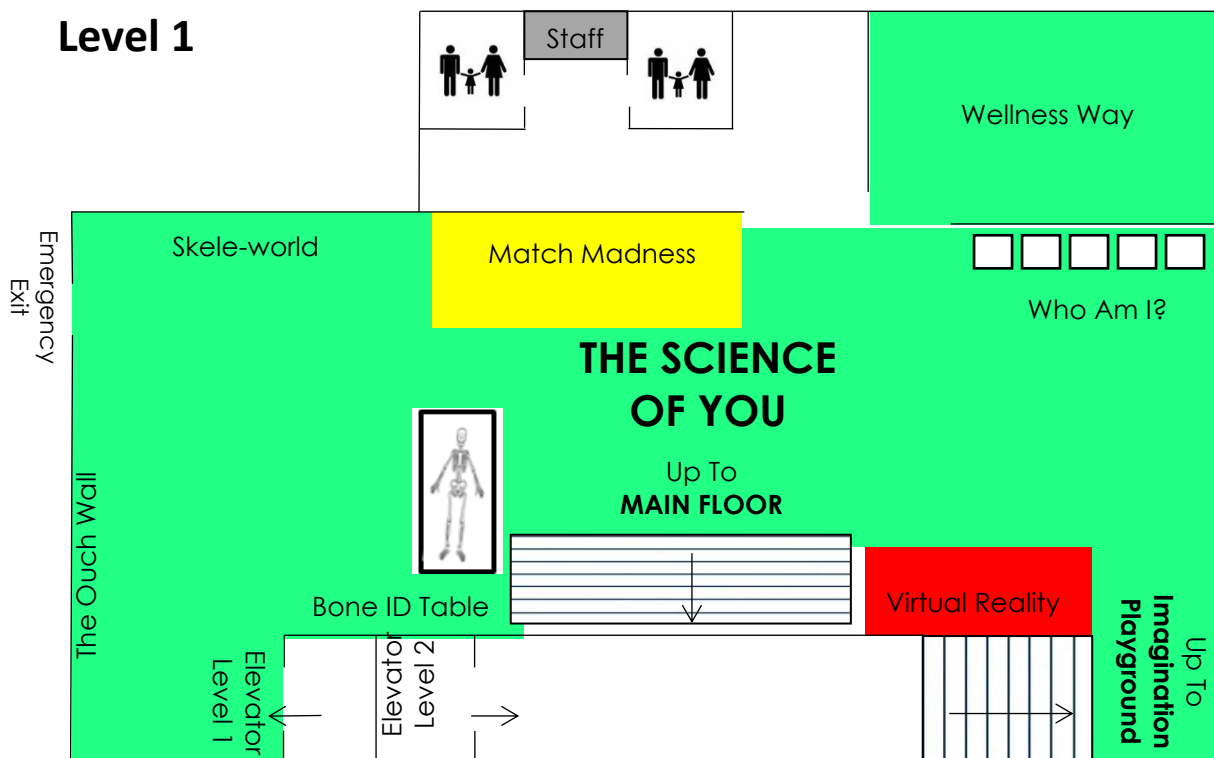 Level 1
Staff
Wellness Way
Skele-world
Match Madness
Emergency
Exit
Who Am I?
THE SCIENCE
OF YOU
Up To
MAIN FLOOR
The Ouch Wall
Bone ID Table
Virtual Reality
Elevator
Level 1
Elevator
Level 2
Up To
Imagination
Playground